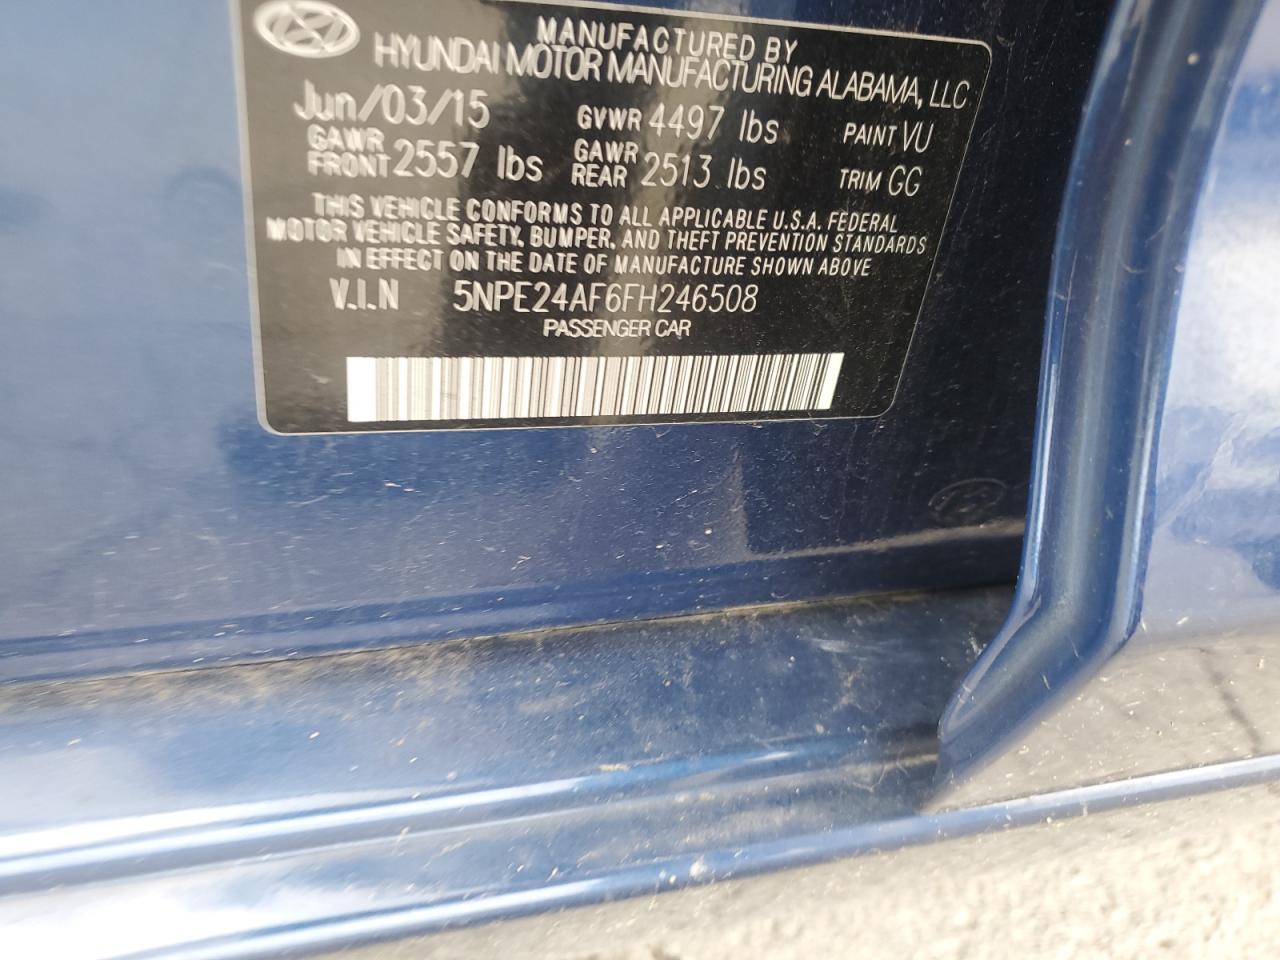 MANUFACTURED BY
HYUNDAI MOTOR MANUFACTURING ALABAMA, LLC
Jun/03/15 GVWR 4497 lbs PAINT VU
GAWR FRONT 2557 lbs GAWR REAR 2513 lbs TRIM GG
THIS VEHICLE CONFORMS TO ALL APPLICABLE U.S.A. FEDERAL
MOTOR VEHICLE SAFETY, BUMPER, AND THEFT PREVENTION STANDARDS
IN EFFECT ON THE DATE OF MANUFACTURE SHOWN ABOVE
V.I.N 5NPE24AF6FH246508
PASSENGER CAR